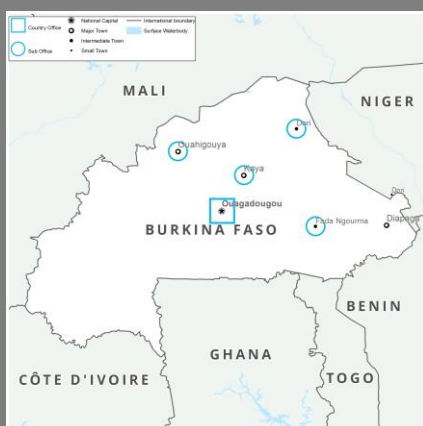 Country Office
National Capital
International boundary
Major Town
Surface Waterbody
Intermediate Town
Sub Office
Small Town
MALI
NIGER
Dori
Ouahigouya
Kaya
Ouagadougou
Diapaga
Fada Ngourma
BURKINA FASO
BENIN
GHANA
CÔTE D'IVOIRE
TOGO